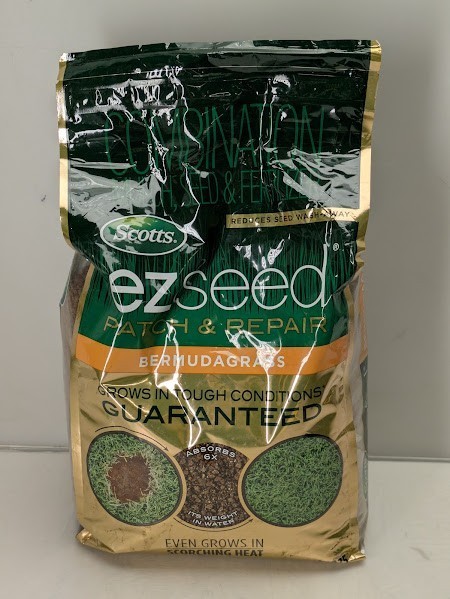 COMBINATION
SEED & FERTILIZER
REDUCES SEED WASH-AWAY
Scotts.
ezseed®
PATCH & REPAIR
BERMUDAGRASS
GROWS IN TOUGH CONDITIONS
GUARANTEED
ABSORBS
6X
ITS WEIGHT
IN WATER
EVEN GROWS IN
SCORCHING HEAT